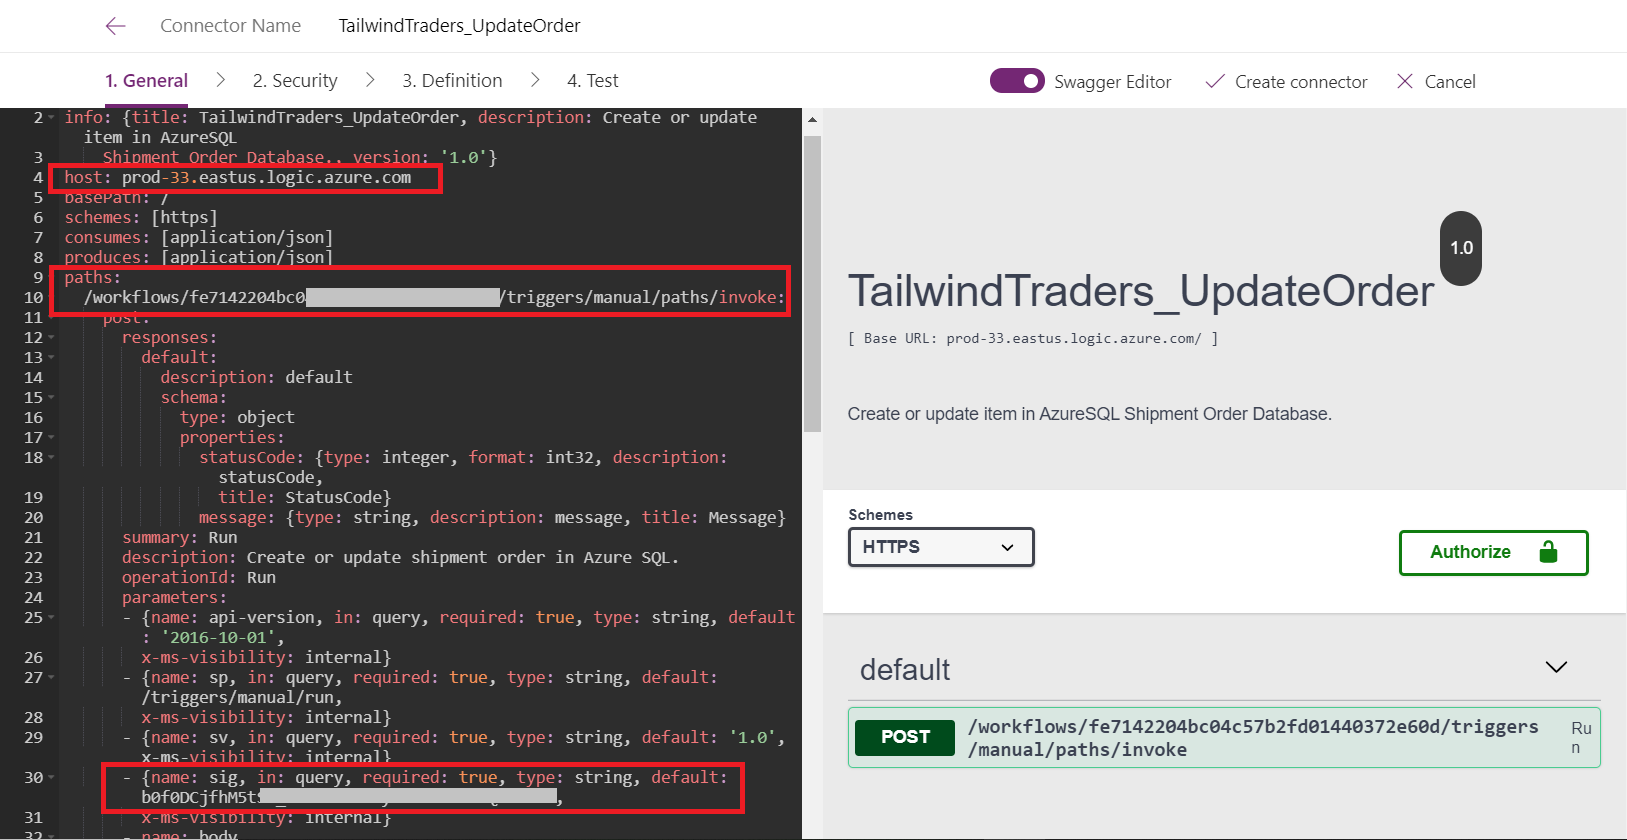 Connector Name TailwindTraders_UpdateOrder
1. General 2. Security 3. Definition 4. Test Swagger Editor Create connector Cancel
2 info: {title: TailwindTraders_UpdateOrder, description: Create or update
item in AzureSQL
3 Shipment Order Database., version: '1.0'}
4 host: prod-33.eastus.logic.azure.com
5 basePath: /
6 schemes: [https]
7 consumes: [application/json]
8 produces: [application/json]
9 paths:
10 /workflows/fe7142204bc0 /triggers/manual/paths/invoke:
11 post:
12 responses:
13 default:
14 description: default
15 schema:
16 type: object
17 properties:
18 statusCode: {type: integer, format: int32, description:
statusCode,
19 title: StatusCode}
20 message: {type: string, description: message, title: Message}
21 summary: Run
22 description: Create or update shipment order in Azure SQL.
23 operationId: Run
24 parameters:
25 - {name: api-version, in: query, required: true, type: string, default
: '2016-10-01',
26 x-ms-visibility: internal}
27 - {name: sp, in: query, required: true, type: string, default:
/triggers/manual/run,
28 x-ms-visibility: internal}
29 - {name: sv, in: query, required: true, type: string, default: '1.0',
x-ms-visibility: internal}
30 - {name: sig, in: query, required: true, type: string, default:
b0f0DCjfhM5t
31 x-ms-visibility: internal}
32 - name: body
1.0
TailwindTraders_UpdateOrder
[ Base URL: prod-33.eastus.logic.azure.com/ ]
Create or update item in AzureSQL Shipment Order Database.
Schemes
HTTPS
Authorize
default
POST /workflows/fe7142204bc04c57b2fd01440372e60d/triggers
/manual/paths/invoke
Ru
n